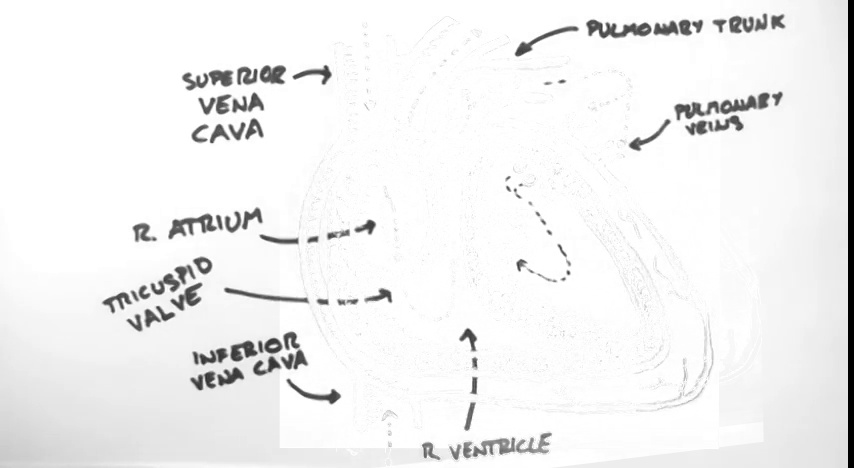 PULMONARY TRUNK
SUPERIOR
VENA
CAVA
PULMONARY
VEINS
R. ATRIUM
TRICUSPID
VALVE
INFERIOR
VENA CAVA
R VENTRICLE